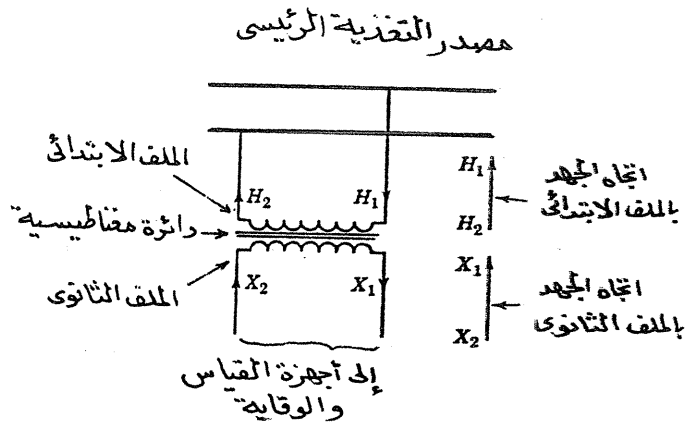 مصدر التغذية الرئيسى
الملف الابتدائى
H₂
H₁
H₁
اتجاه الجهد
بالملف الابتدائى
H₂
دائرة مغناطيسية
X₁
الملف الثانوى
X₂
X₁
اتجاه الجهد
بالملف الثانوى
X₂
إلى أجهزة القياس
والوقاية